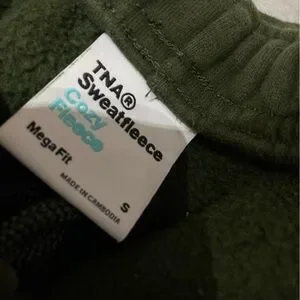 TNA®
Sweatfleece
Cozy
Fleece
Mega Fit
MADE IN CAMBODIA
S